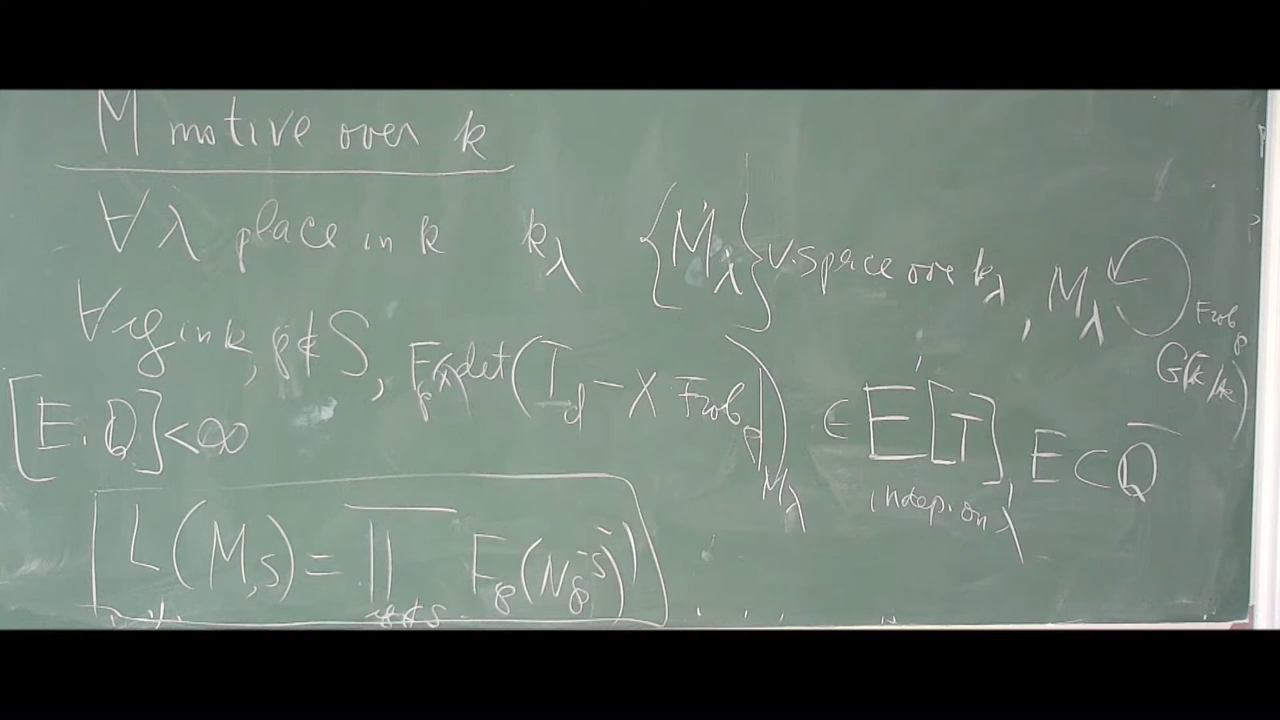 M motive over k
∀ λ place in k k_λ {M_λ} v.space over k_λ, M_λ
Frob_℘
G(k̄/k)
∀℘ in k, ℘∉S, F_℘(X) det(I_d - X Frob_℘|M_λ) ∈ E[T], E ⊂ Q̄
[E:Q]<∞
indep. on λ
L(M,s) = ∏_{℘∉S} F_℘(N℘^{-s})^{-1}